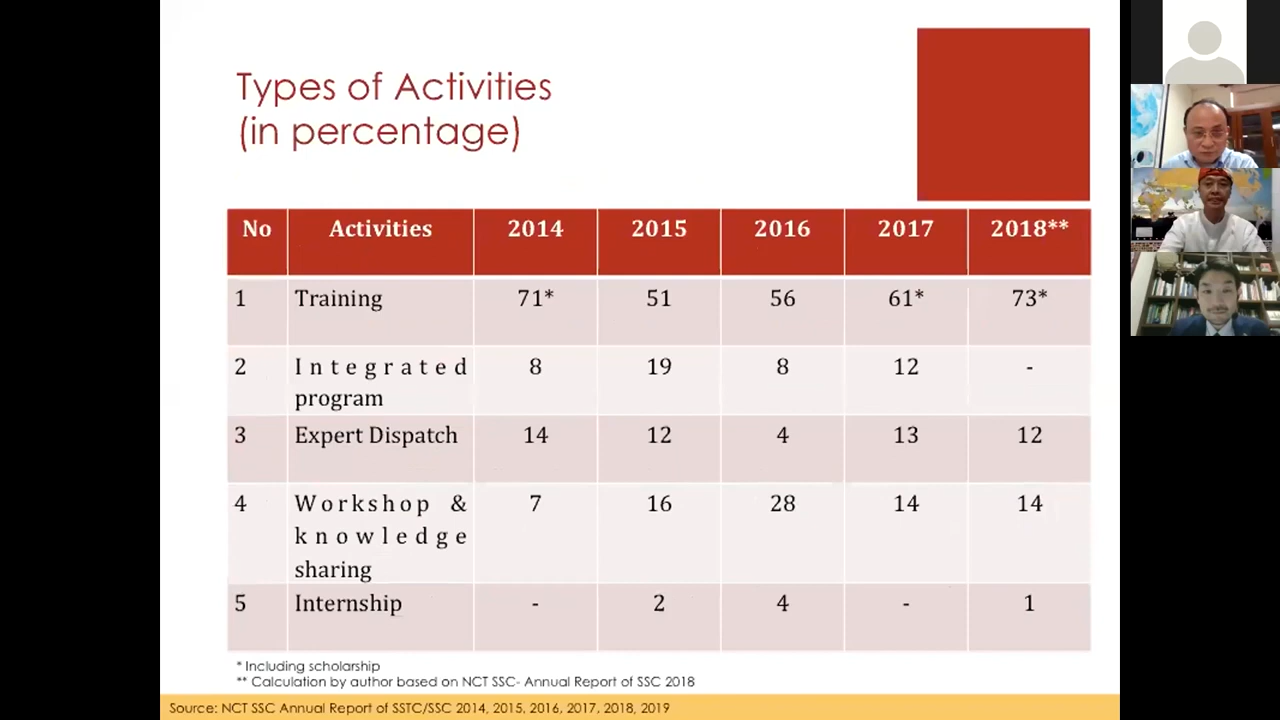 Types of Activities
(in percentage)
No Activities 2014 2015 2016 2017 2018**
1 Training 71* 51 56 61* 73*
2 Integrated 8 19 8 12 -
program
3 Expert Dispatch 14 12 4 13 12
4 Workshop & 7 16 28 14 14
knowledge
sharing
5 Internship - 2 4 - 1
* Including scholarship
** Calculation by author based on NCT SSC- Annual Report of SSC 2018
Source: NCT SSC Annual Report of SSTC/SSC 2014, 2015, 2016, 2017, 2018, 2019